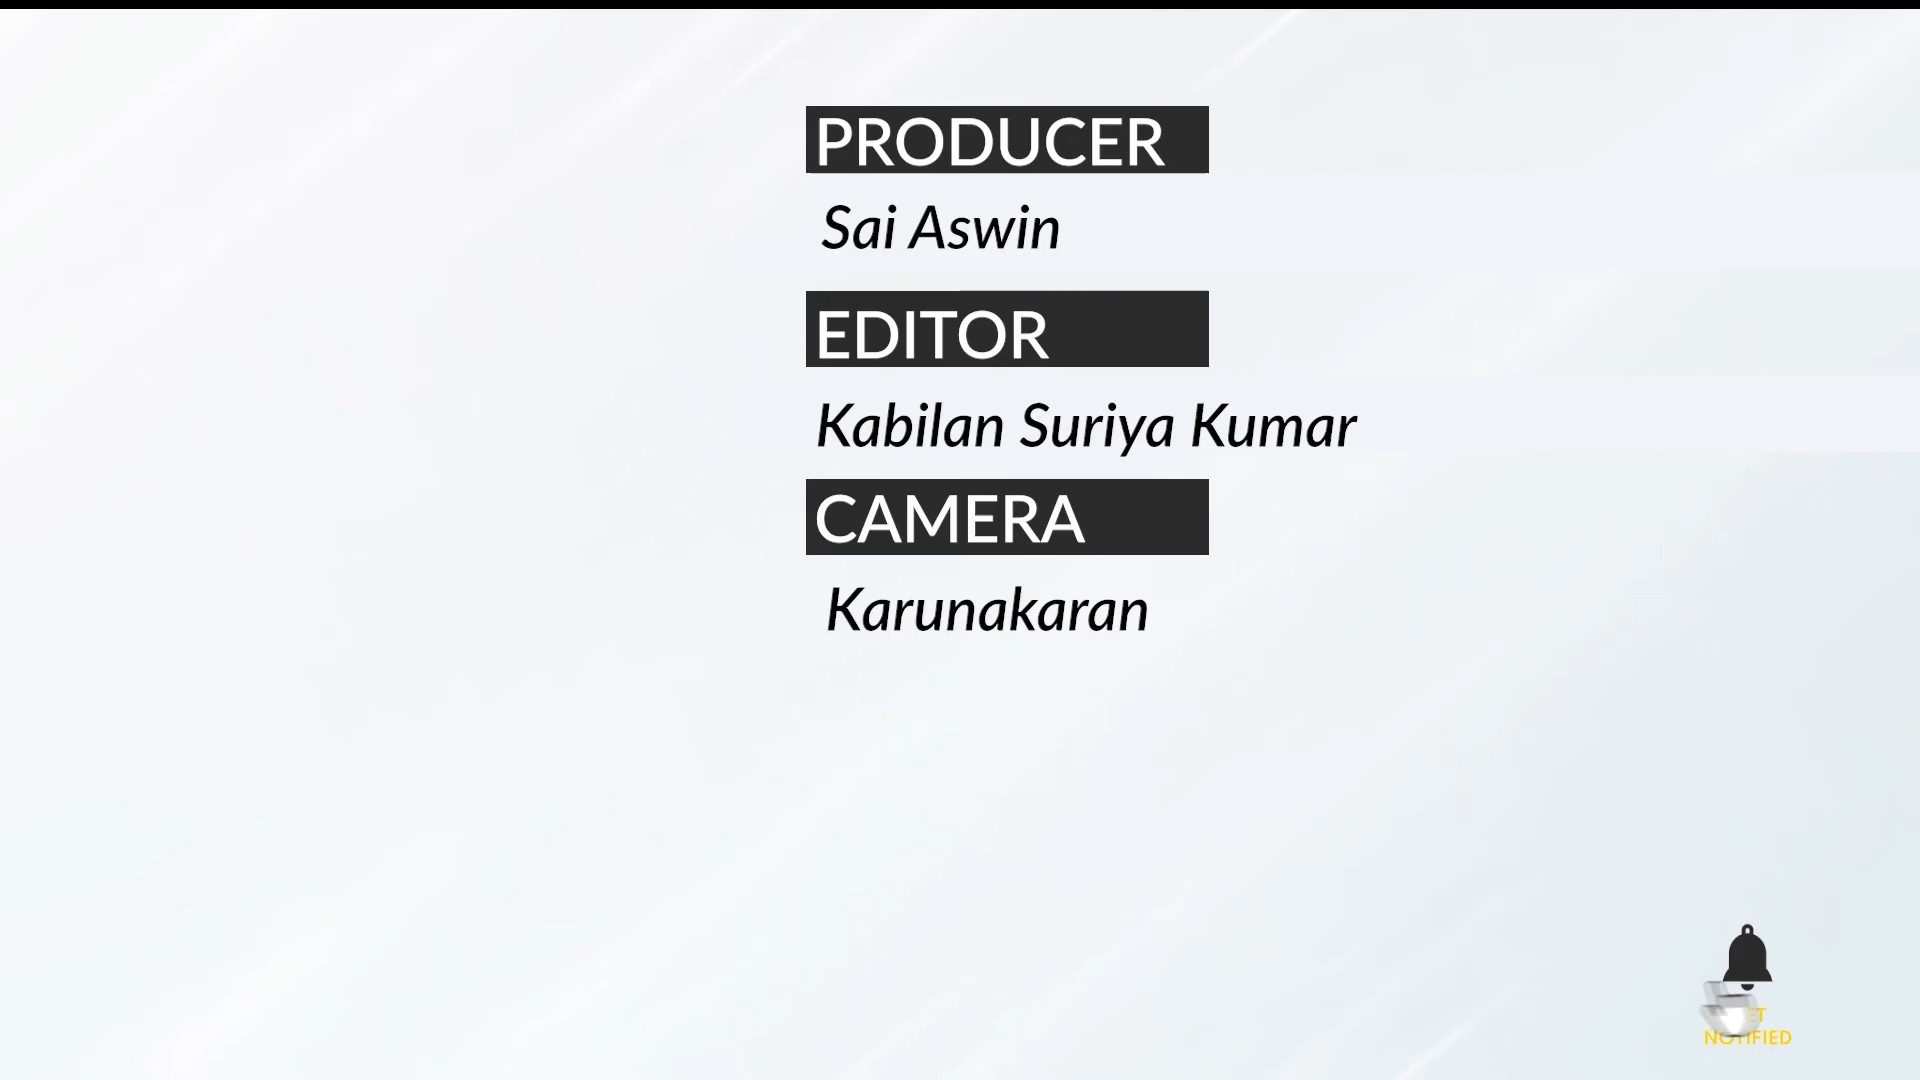 PRODUCER
Sai Aswin
EDITOR
Kabilan Suriya Kumar
CAMERA
Karunakaran
NOTIFIED